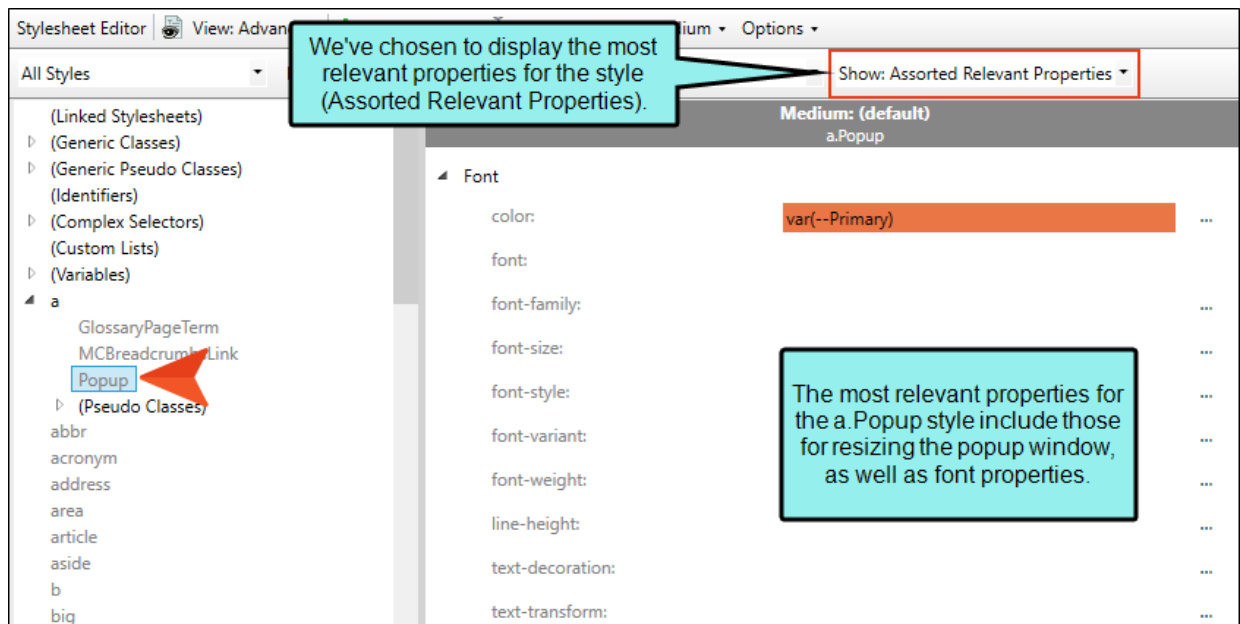 Stylesheet Editor View: Advan
ium Options
We've chosen to display the most
relevant properties for the style
(Assorted Relevant Properties).
All Styles
Show: Assorted Relevant Properties
(Linked Stylesheets)
(Generic Classes)
(Generic Pseudo Classes)
(Identifiers)
(Complex Selectors)
(Custom Lists)
(Variables)
a
GlossaryPageTerm
MCBreadcrumbsLink
Popup
(Pseudo Classes)
abbr
acronym
address
area
article
aside
b
big
Medium: (default)
a.Popup
Font
color: var(--Primary) ...
font:
font-family: ...
font-size: ...
font-style: ...
font-variant: ...
font-weight: ...
line-height: ...
text-decoration: ...
text-transform: ...
The most relevant properties for
the a.Popup style include those
for resizing the popup window,
as well as font properties.